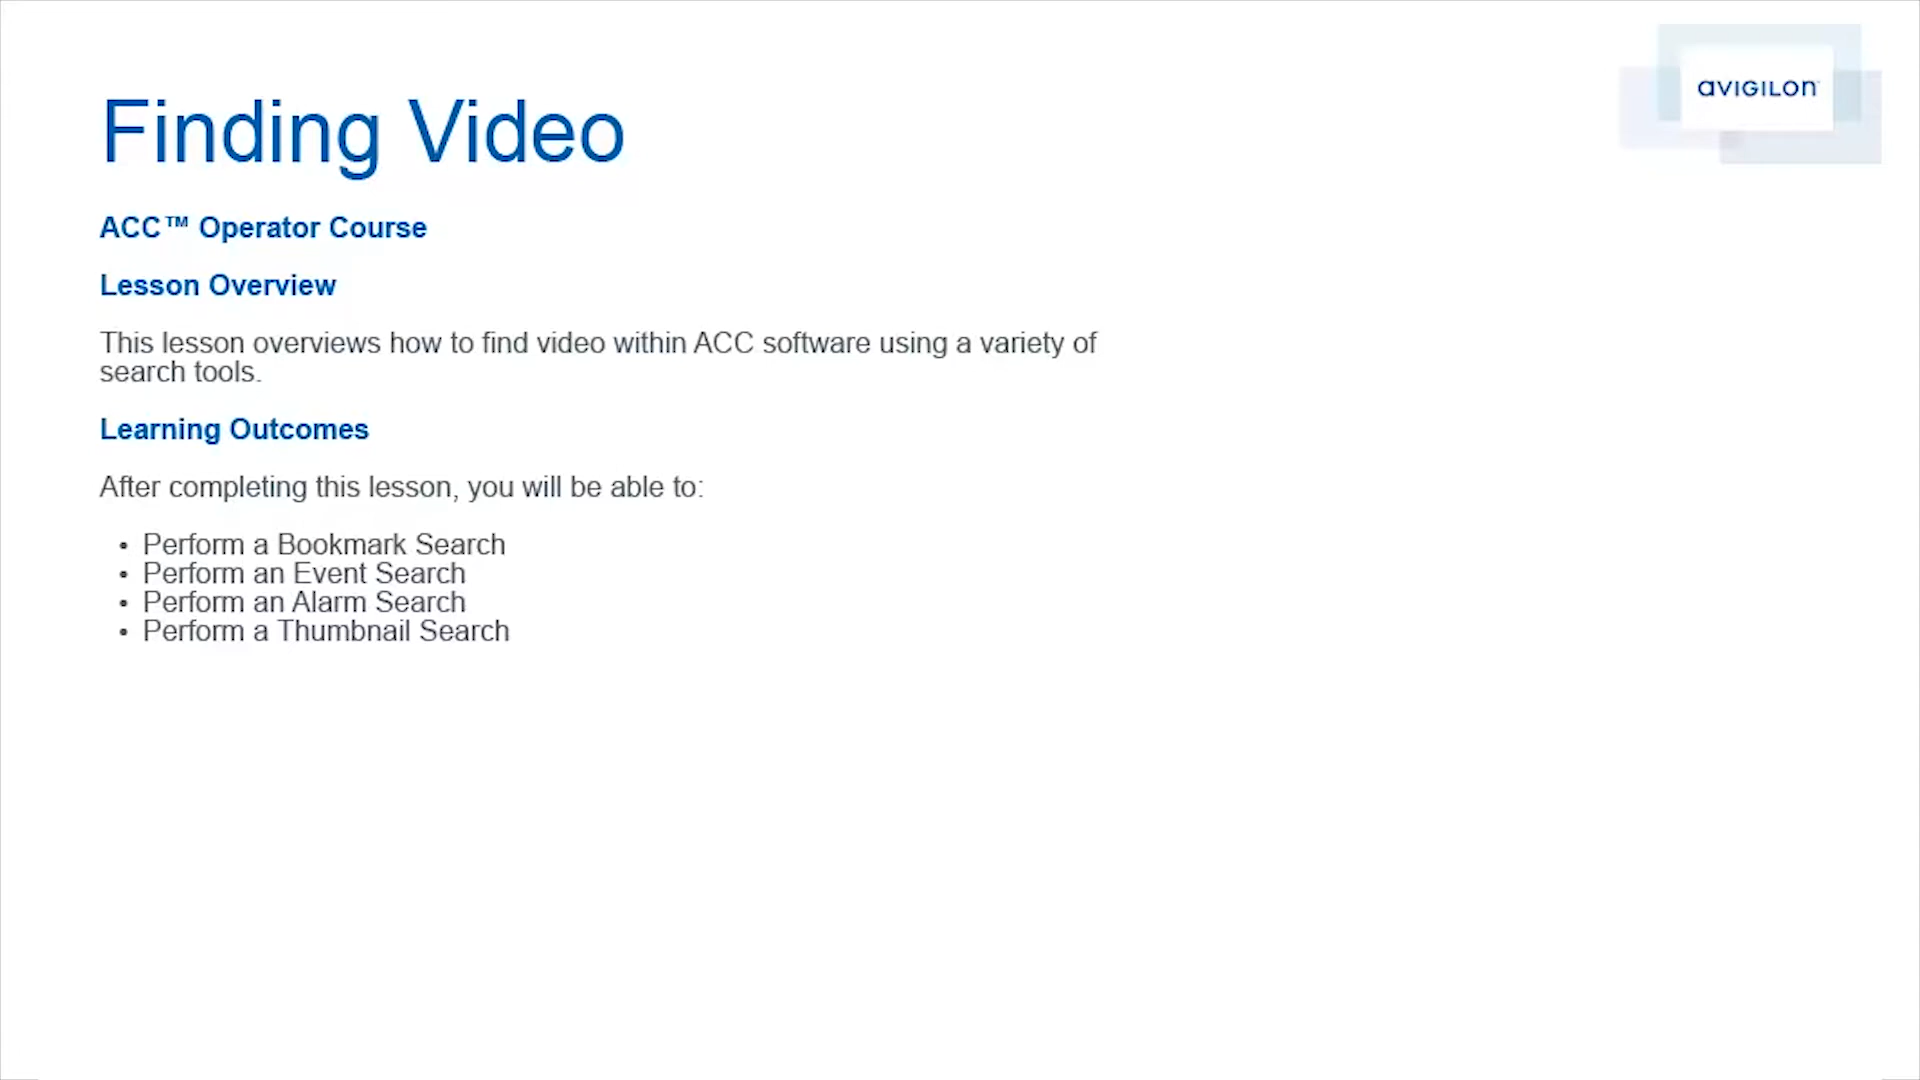 Finding Video
avigilon
ACC™ Operator Course
Lesson Overview
This lesson overviews how to find video within ACC software using a variety of
search tools.
Learning Outcomes
After completing this lesson, you will be able to:
• Perform a Bookmark Search
• Perform an Event Search
• Perform an Alarm Search
• Perform a Thumbnail Search